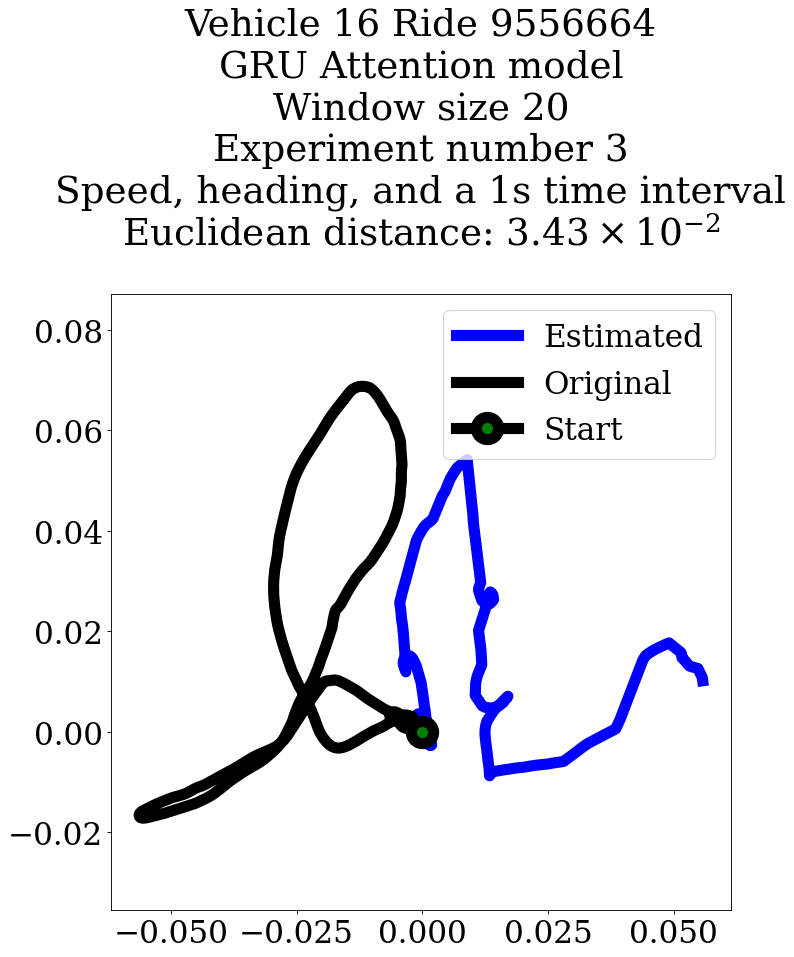 Vehicle 16 Ride 9556664
GRU Attention model
Window size 20
Experiment number 3
Speed, heading, and a 1s time interval
Euclidean distance: 3.43 × 10⁻²
Estimated
Original
Start
0.08
0.06
0.04
0.02
0.00
−0.02
−0.050 −0.025 0.000 0.025 0.050